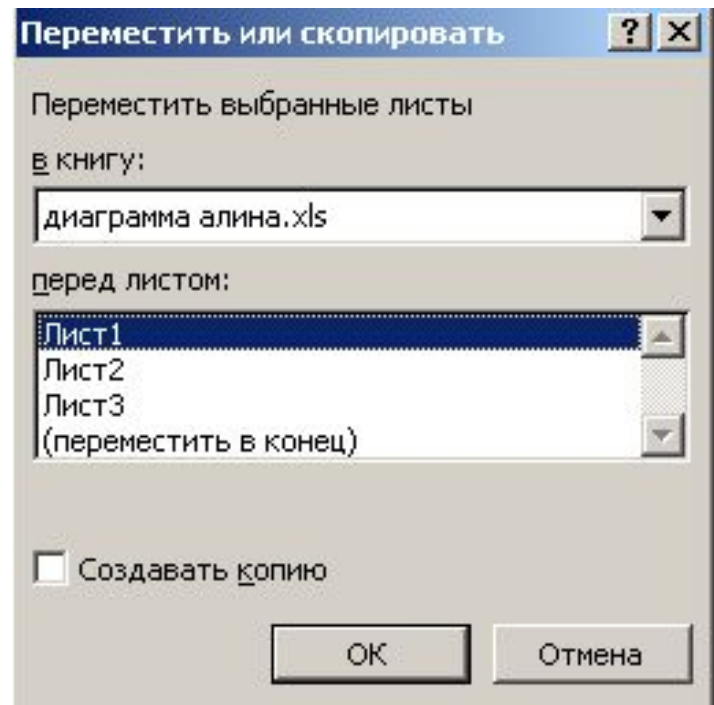 Переместить или скопировать
Переместить выбранные листы
в книгу:
диаграмма алина.xls
перед листом:
Лист1
Лист2
Лист3
(переместить в конец)
Создавать копию
ОК
Отмена